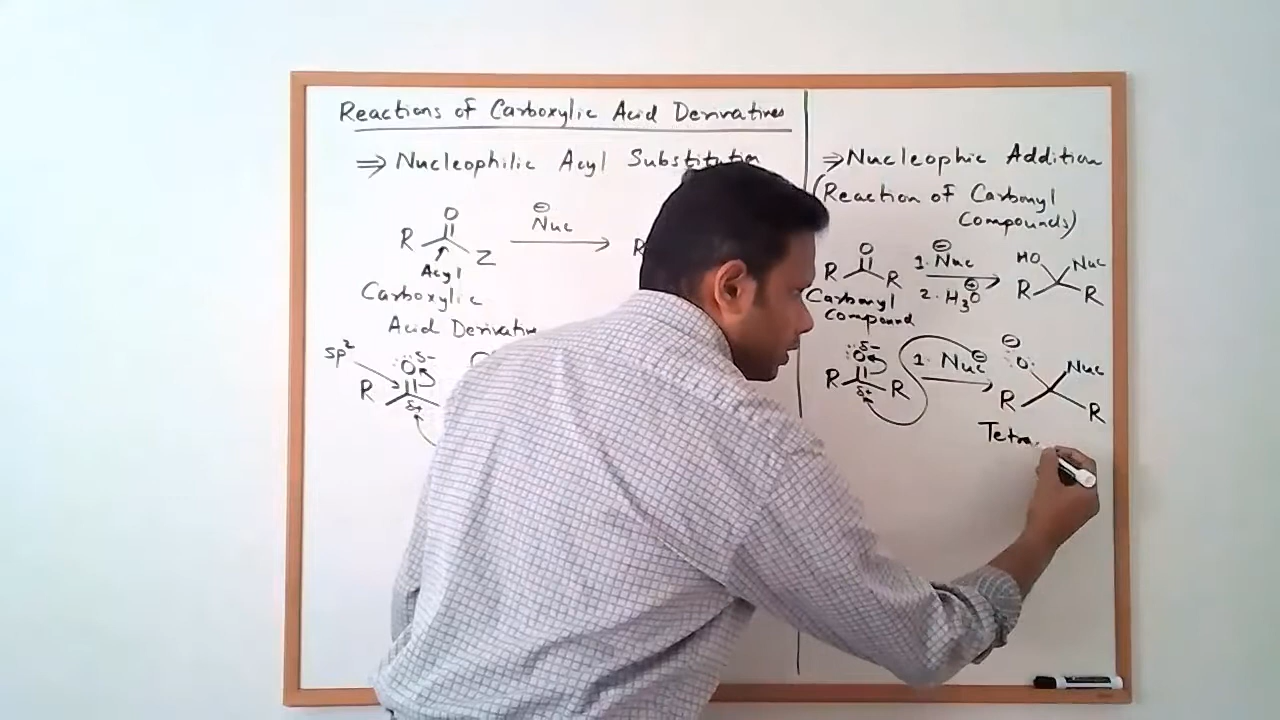 Reactions of Carboxylic Acid Derivatives
⇒ Nucleophilic Acyl Substitution
O
R
Z
Acyl
⊖
Nuc
R
Carboxylic
Acid Derivative
sp²
δ-
:O:
R
δ+
⇒ Nucleophic Addition
(Reaction of Carbonyl
Compounds)
O
R R
1. Nuc ⊖
2. H₃O ⊕
HO Nuc
R R
Carbonyl
Compound
δ-
:O:
R R
δ+
1. Nuc ⊖
⊖
:O: Nuc
R R
Tetra